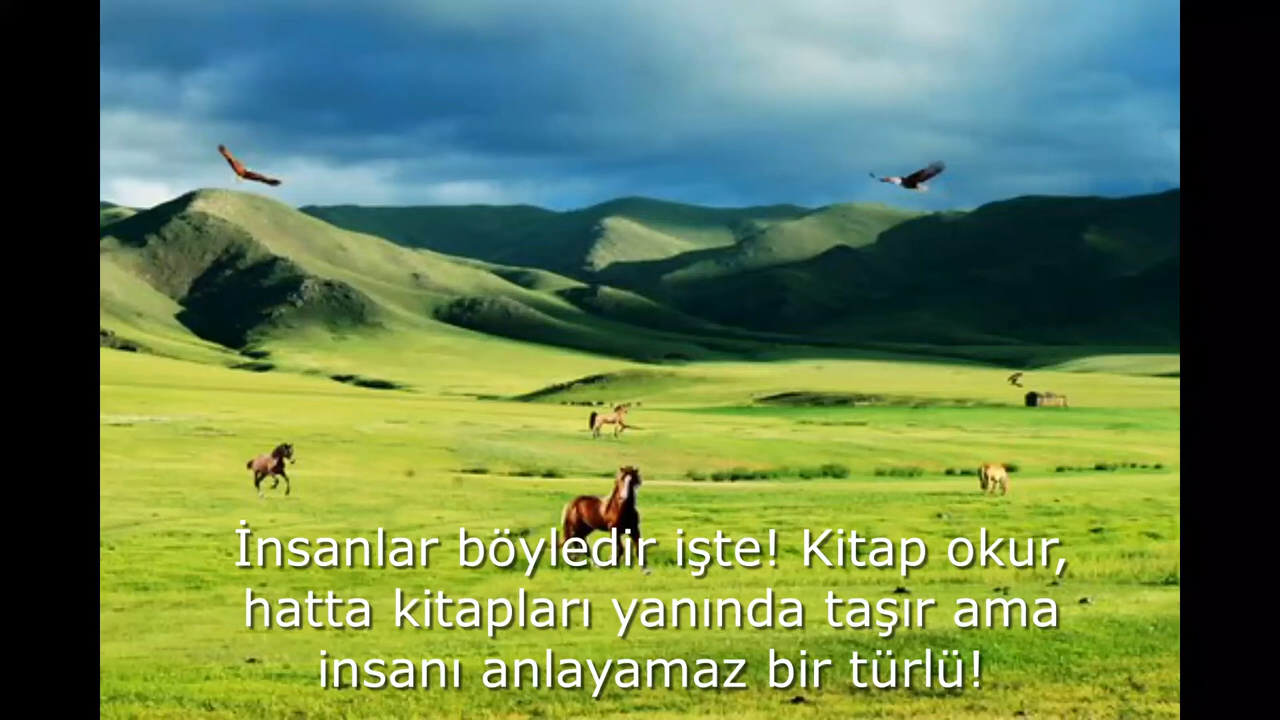 İnsanlar böyledir işte! Kitap okur,
hatta kitapları yanında taşır ama
insanı anlayamaz bir türlü!